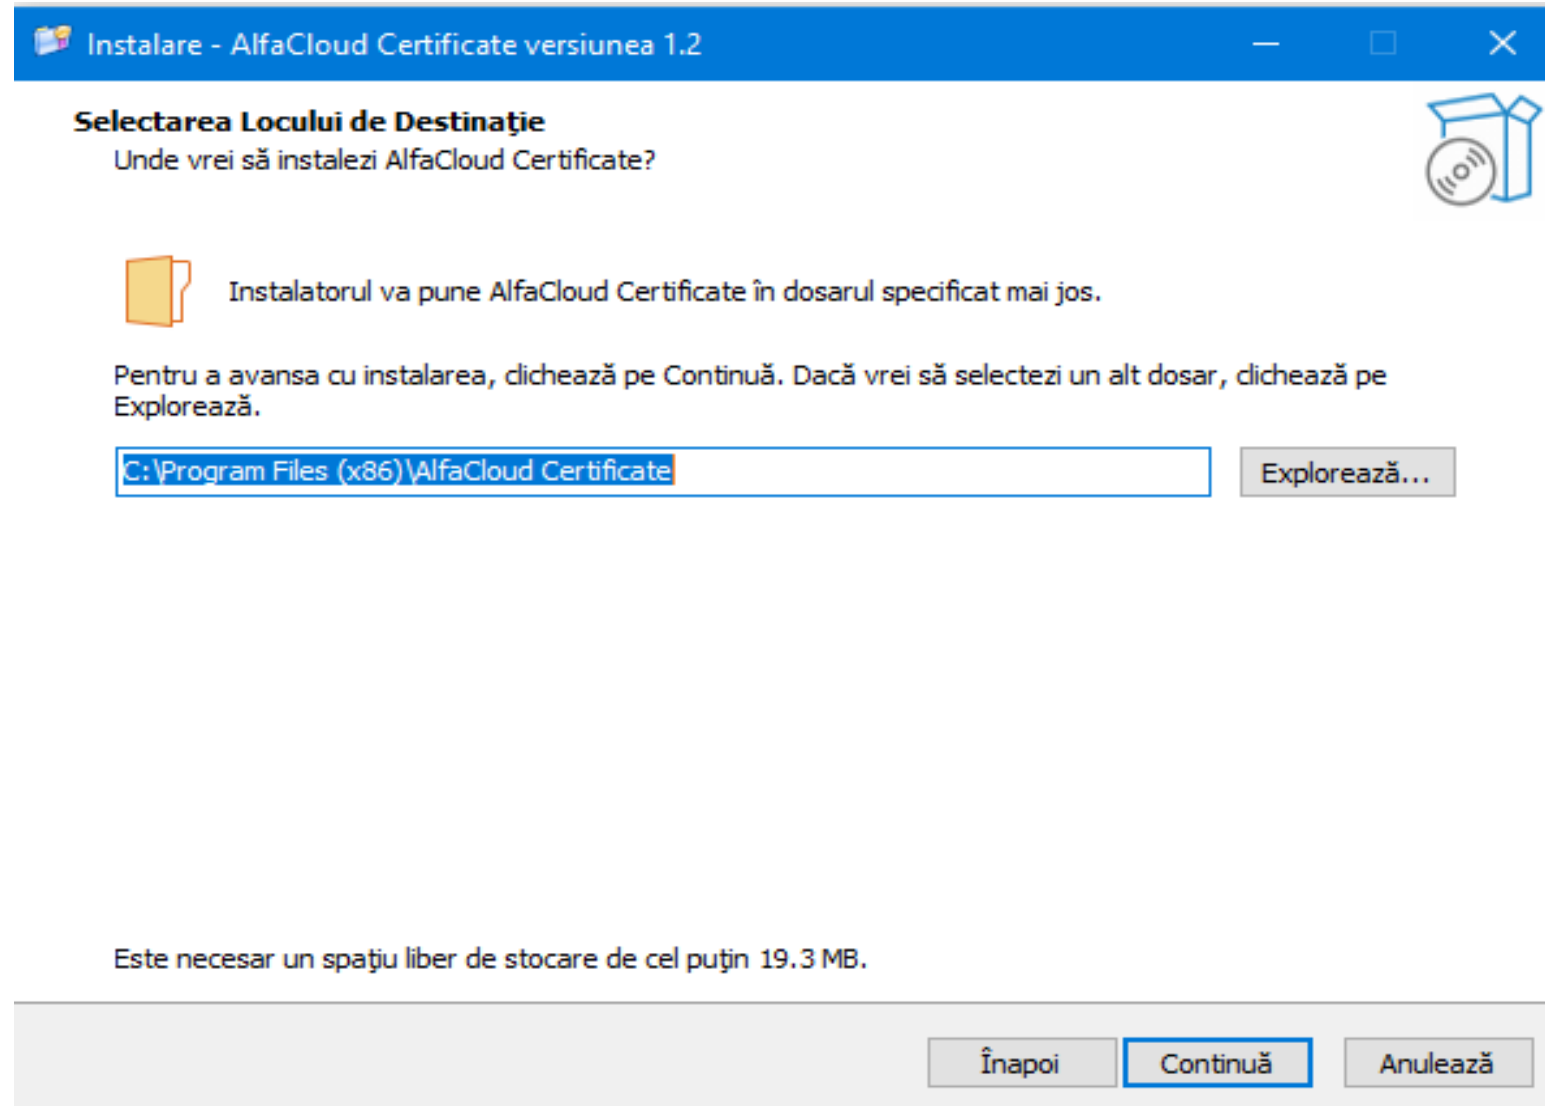 Instalare - AlfaCloud Certificate versiunea 1.2
Selectarea Locului de Destinaţie
Unde vrei să instalezi AlfaCloud Certificate?
Instalatorul va pune AlfaCloud Certificate în dosarul specificat mai jos.
Pentru a avansa cu instalarea, clichează pe Continuă. Dacă vrei să selectezi un alt dosar, clichează pe
Explorează.
C:\Program Files (x86)\AlfaCloud Certificate
Explorează...
Este necesar un spaţiu liber de stocare de cel puţin 19.3 MB.
Înapoi
Continuă
Anulează